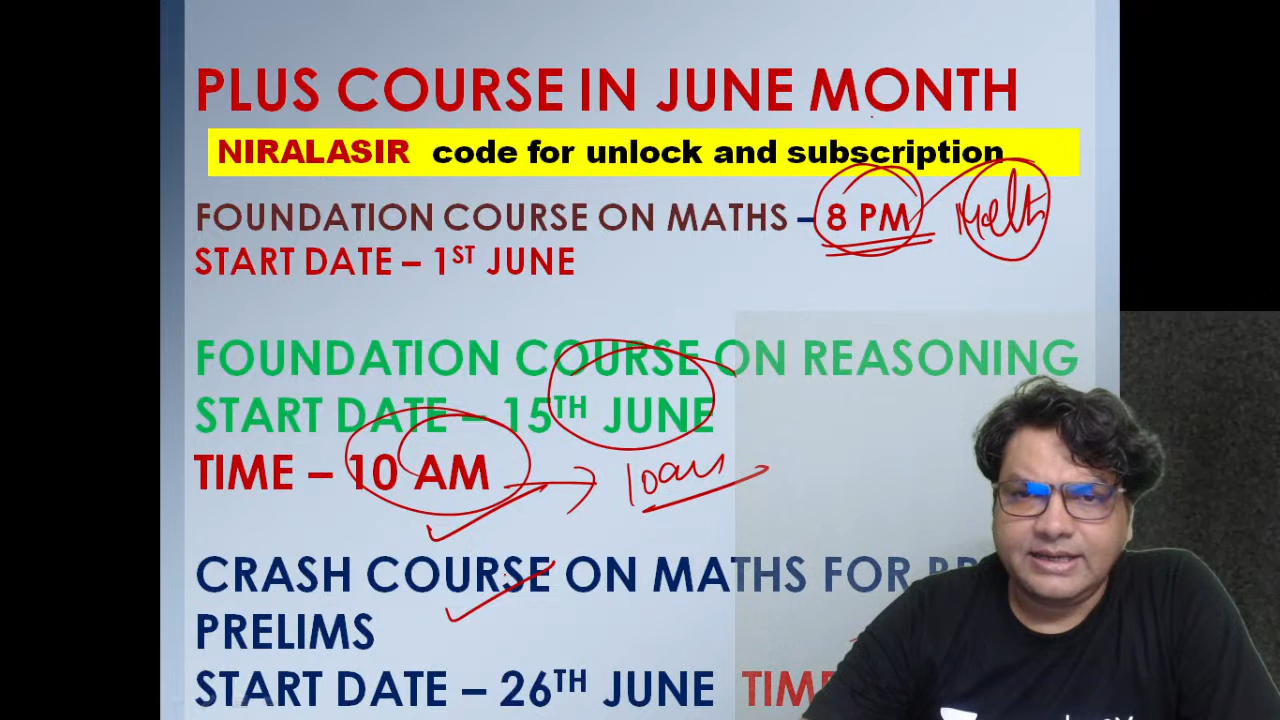 PLUS COURSE IN JUNE MONTH
NIRALASIR code for unlock and subscription
FOUNDATION COURSE ON MATHS – 8 PM
START DATE – 1ST JUNE
FOUNDATION COURSE ON REASONING
START DATE – 15TH JUNE
TIME – 10 AM
CRASH COURSE ON MATHS FOR
PRELIMS
START DATE – 26TH JUNE TIME